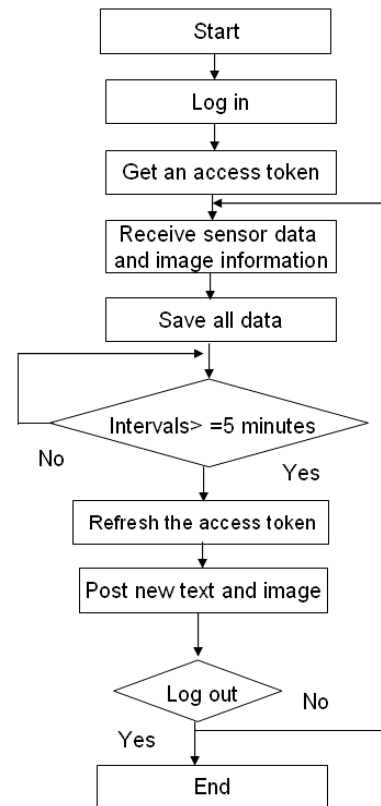 Start
Log in
Get an access token
Receive sensor data
and image information
Save all data
Intervals> =5 minutes
No
Yes
Refresh the access token
Post new text and image
Log out
No
Yes
End